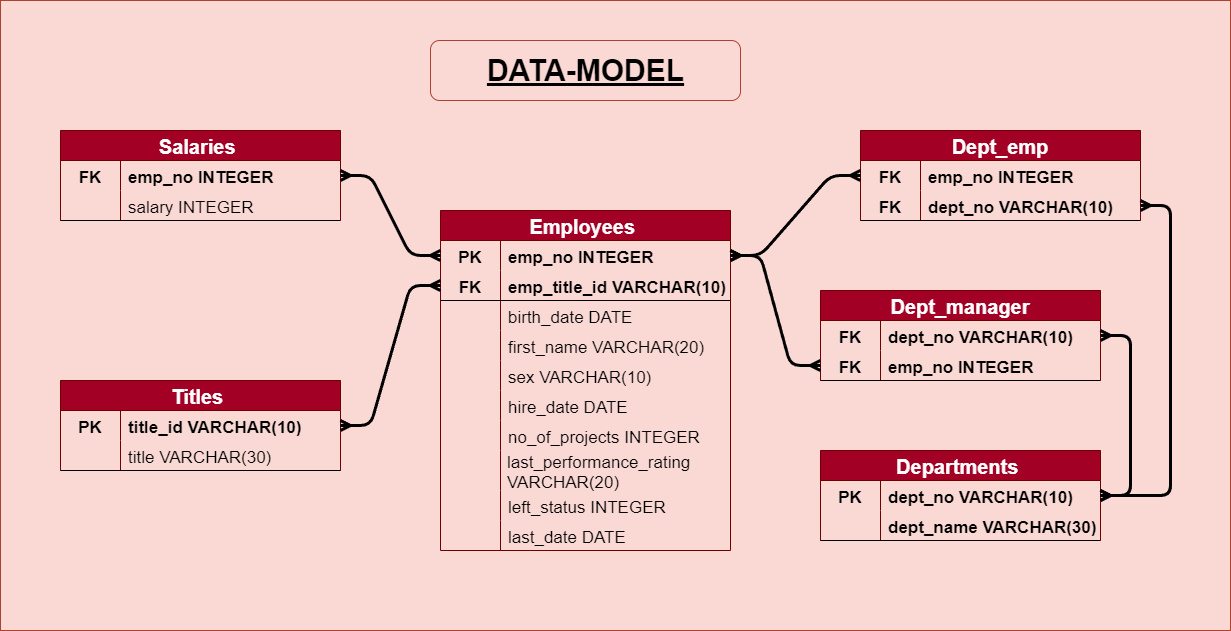 DATA-MODEL
Salaries
FK emp_no INTEGER
salary INTEGER
Titles
PK title_id VARCHAR(10)
title VARCHAR(30)
Employees
PK emp_no INTEGER
FK emp_title_id VARCHAR(10)
birth_date DATE
first_name VARCHAR(20)
sex VARCHAR(10)
hire_date DATE
no_of_projects INTEGER
last_performance_rating
VARCHAR(20)
left_status INTEGER
last_date DATE
Dept_emp
FK emp_no INTEGER
FK dept_no VARCHAR(10)
Dept_manager
FK dept_no VARCHAR(10)
FK emp_no INTEGER
Departments
PK dept_no VARCHAR(10)
dept_name VARCHAR(30)